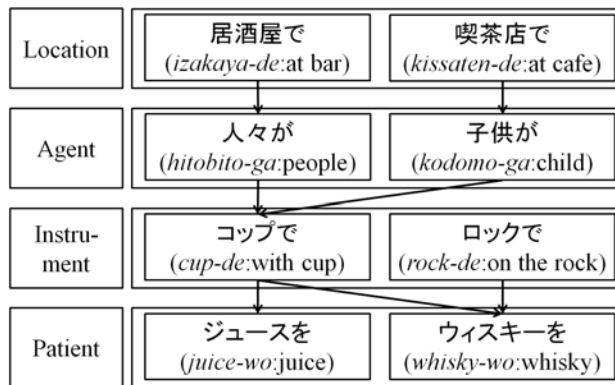 Location
居酒屋で
(izakaya-de:at bar)
喫茶店で
(kissaten-de:at cafe)
Agent
人々が
(hitobito-ga:people)
子供が
(kodomo-ga:child)
Instru-
ment
コップで
(cup-de:with cup)
ロックで
(rock-de:on the rock)
Patient
ジュースを
(juice-wo:juice)
ウィスキーを
(whisky-wo:whisky)